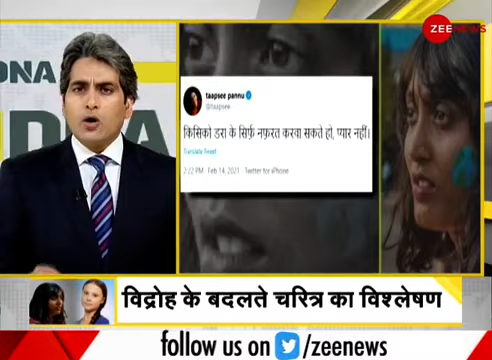 ZEE NEWS
DNA
DNA
taapsee pannu
@taapsee
किसिको डरा के सिर्फ़ नफ़रत करवा सकते हो, प्यार नहीं।
Translate Tweet
2:22 PM · Feb 14, 2021 · Twitter for iPhone
विद्रोह के बदलते चरित्र का विश्लेषण
follow us on /zeenews